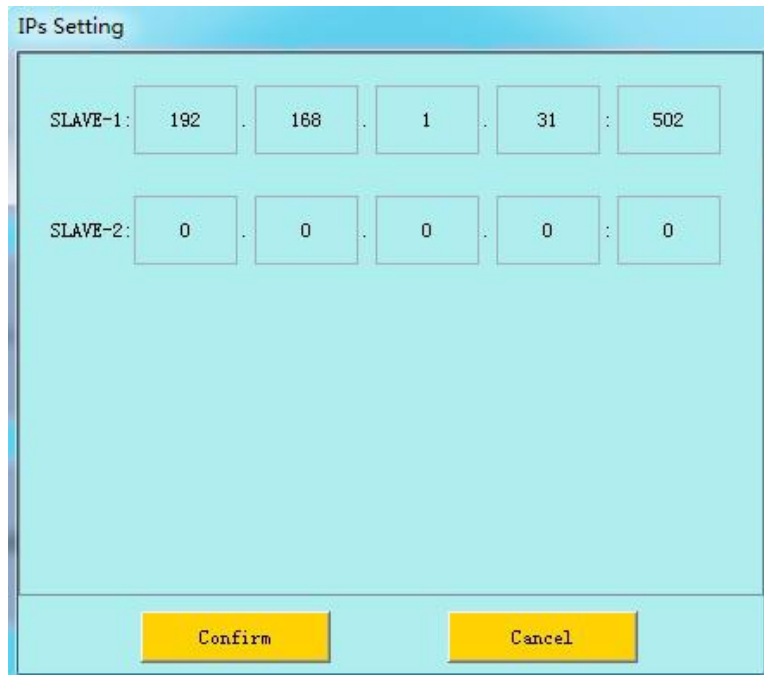 IPs Setting
SLAVE-1: 192 . 168 . 1 . 31 : 502
SLAVE-2: 0 . 0 . 0 . 0 : 0
Confirm Cancel